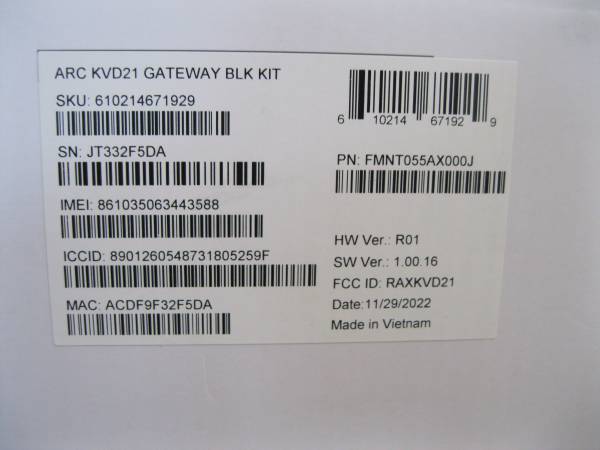 ARC KVD21 GATEWAY BLK KIT
SKU: 610214671929
SN: JT332F5DA
IMEI: 861035063443588
ICCID: 8901260548731805259F
MAC: ACDF9F32F5DA
6 10214 67192 9
PN: FMNT055AX000J
HW Ver.: R01
SW Ver.: 1.00.16
FCC ID: RAXKVD21
Date:11/29/2022
Made in Vietnam